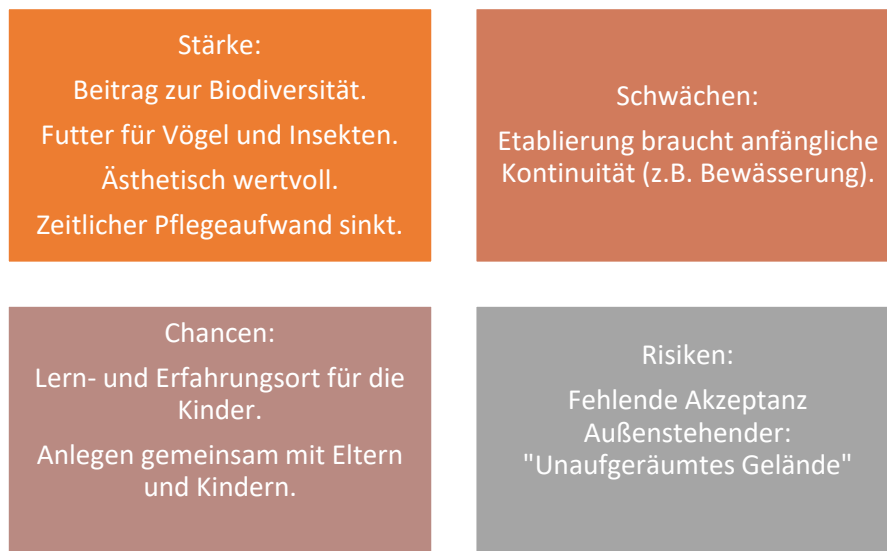 Stärke:
Beitrag zur Biodiversität.
Futter für Vögel und Insekten.
Ästhetisch wertvoll.
Zeitlicher Pflegeaufwand sinkt.
Schwächen:
Etablierung braucht anfängliche
Kontinuität (z.B. Bewässerung).
Chancen:
Lern- und Erfahrungsort für die
Kinder.
Anlegen gemeinsam mit Eltern
und Kindern.
Risiken:
Fehlende Akzeptanz
Außenstehender:
"Unaufgeräumtes Gelände"